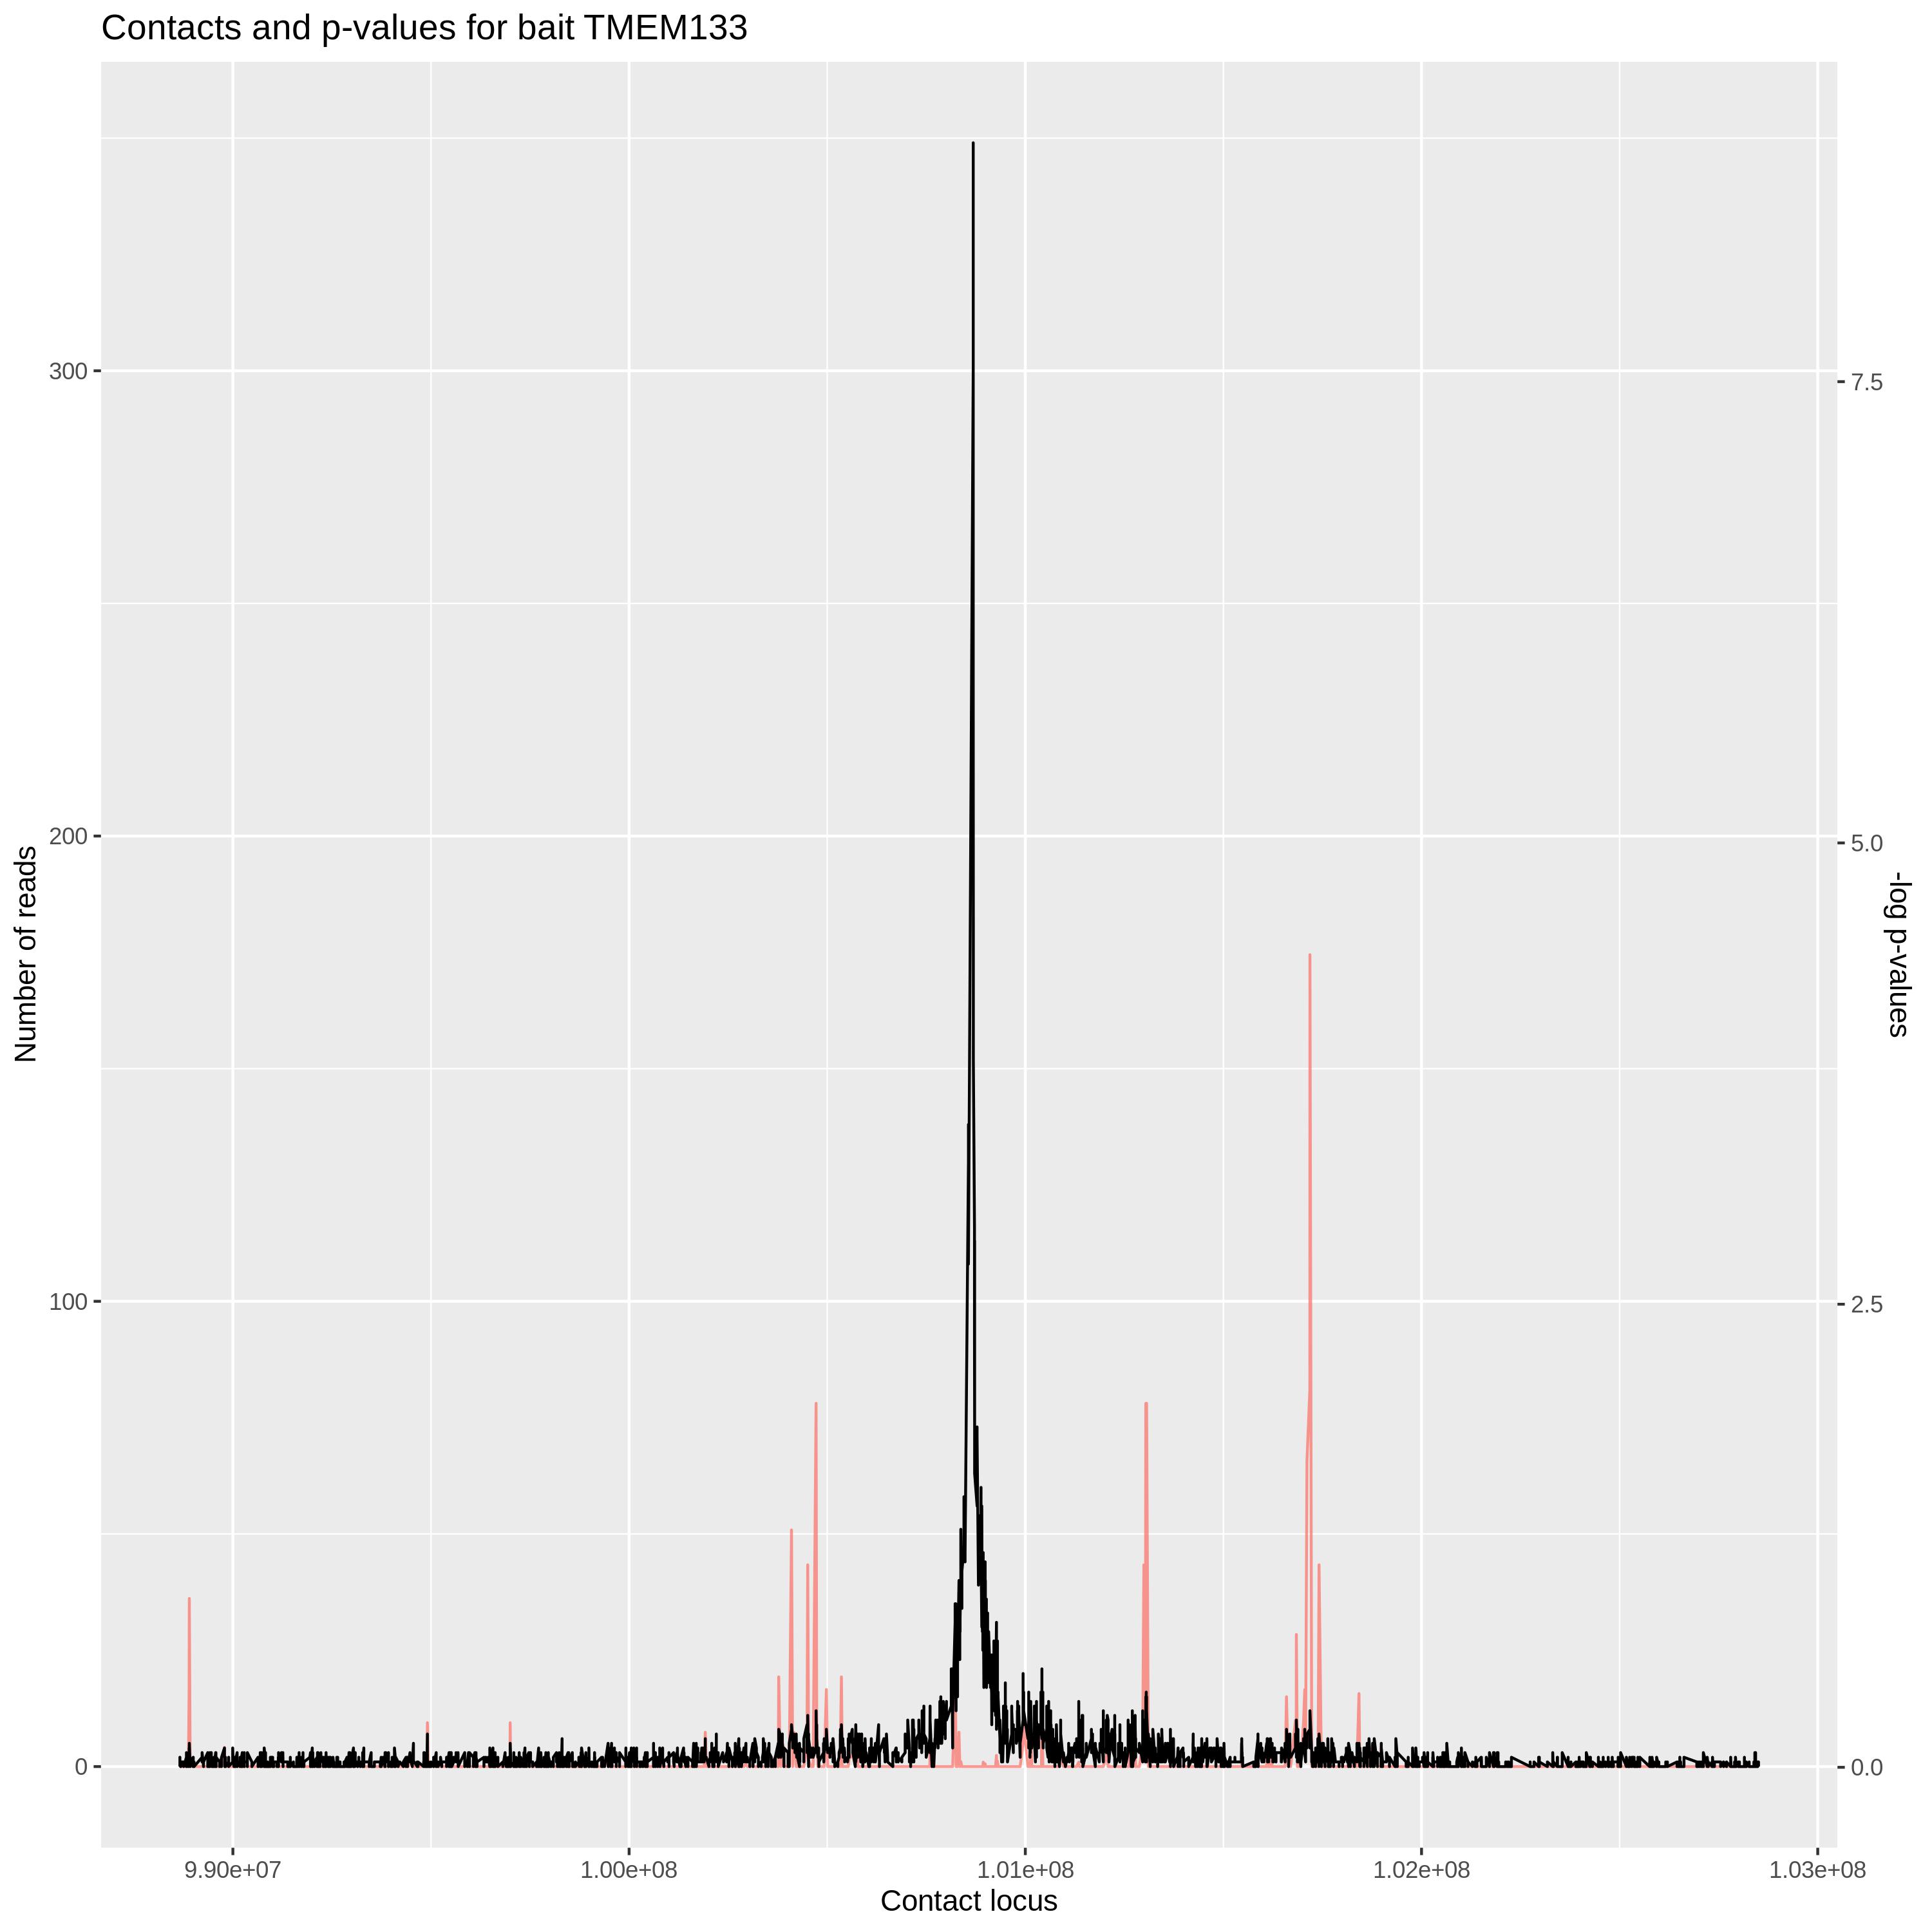 Contacts and p-values for bait TMEM133
Number of reads
300
200
100
0
7.5
5.0
2.5
0.0
-log p-values
9.90e+07
1.00e+08
1.01e+08
1.02e+08
1.03e+08
Contact locus